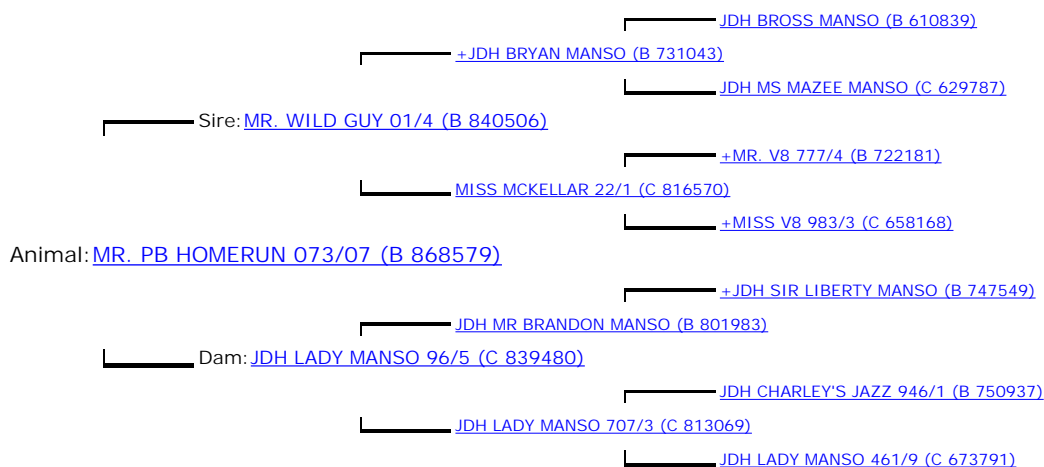 JDH BROSS MANSO (B 610839)
+JDH BRYAN MANSO (B 731043)
JDH MS MAZEE MANSO (C 629787)
Sire: MR. WILD GUY 01/4 (B 840506)
+MR. V8 777/4 (B 722181)
MISS MCKELLAR 22/1 (C 816570)
+MISS V8 983/3 (C 658168)
Animal: MR. PB HOMERUN 073/07 (B 868579)
+JDH SIR LIBERTY MANSO (B 747549)
JDH MR BRANDON MANSO (B 801983)
Dam: JDH LADY MANSO 96/5 (C 839480)
JDH CHARLEY'S JAZZ 946/1 (B 750937)
JDH LADY MANSO 707/3 (C 813069)
JDH LADY MANSO 461/9 (C 673791)